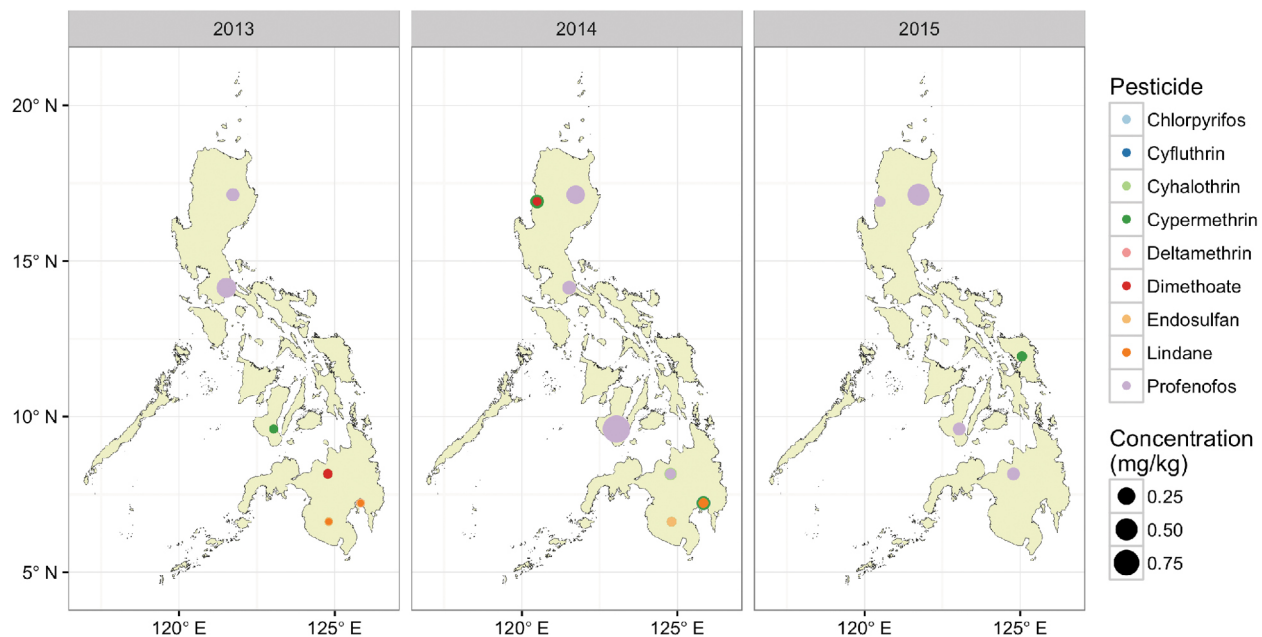 2013
2014
2015
20° N
15° N
10° N
5° N
120° E
125° E
120° E
125° E
120° E
125° E
Pesticide
Chlorpyrifos
Cyfluthrin
Cyhalothrin
Cypermethrin
Deltamethrin
Dimethoate
Endosulfan
Lindane
Profenofos
Concentration
(mg/kg)
0.25
0.50
0.75